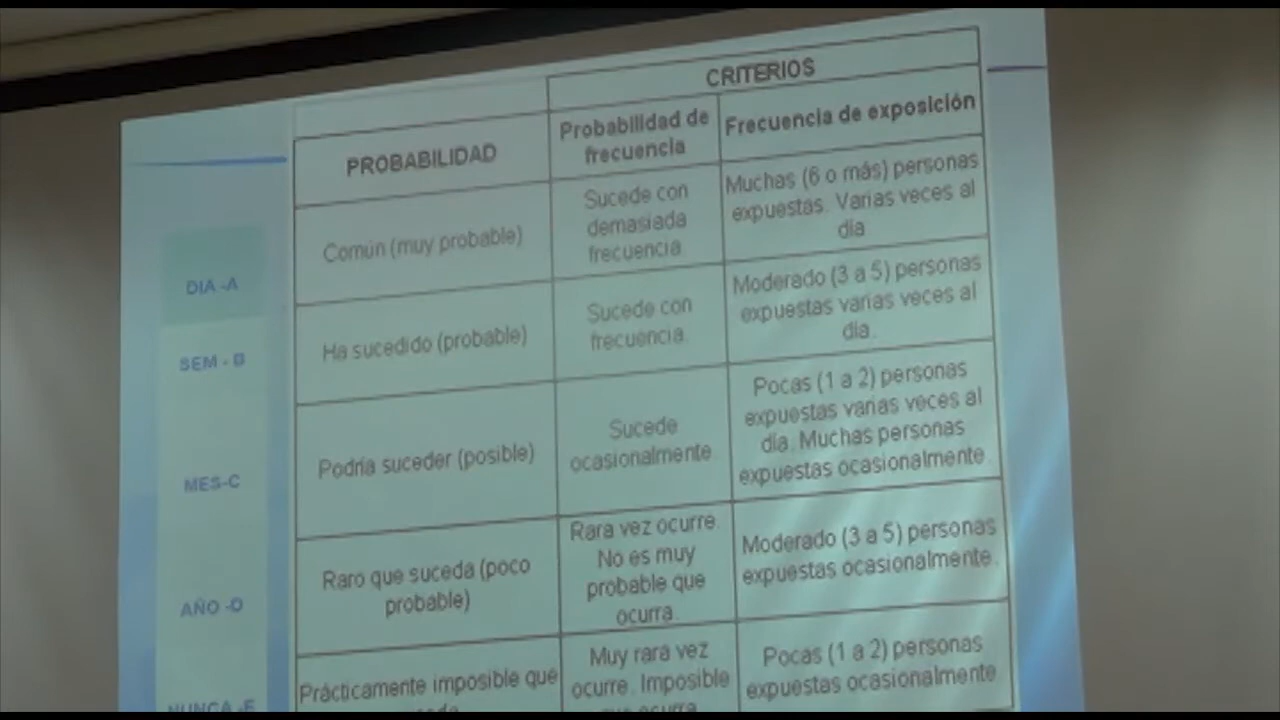 CRITERIOS
PROBABILIDAD
Probabilidad de
frecuencia
Frecuencia de exposición
DIA -A
Común (muy probable)
Sucede con
demasiada
frecuencia
Muchas (6 o más) personas
expuestas. Varias veces al
día
SEM - B
Ha sucedido (probable)
Sucede con
frecuencia.
Moderado (3 a 5) personas
expuestas varias veces al
día.
MES-C
Podría suceder (posible)
Sucede
ocasionalmente.
Pocas (1 a 2) personas
expuestas varias veces al
día. Muchas personas
expuestas ocasionalmente.
AÑO -D
Raro que suceda (poco
probable)
Rara vez ocurre.
No es muy
probable que
ocurra.
Moderado (3 a 5) personas
expuestas ocasionalmente.
NUNCA -E
Prácticamente imposible que
Muy rara vez
ocurre. Imposible
que ocurra
Pocas (1 a 2) personas
expuestas ocasionalmente